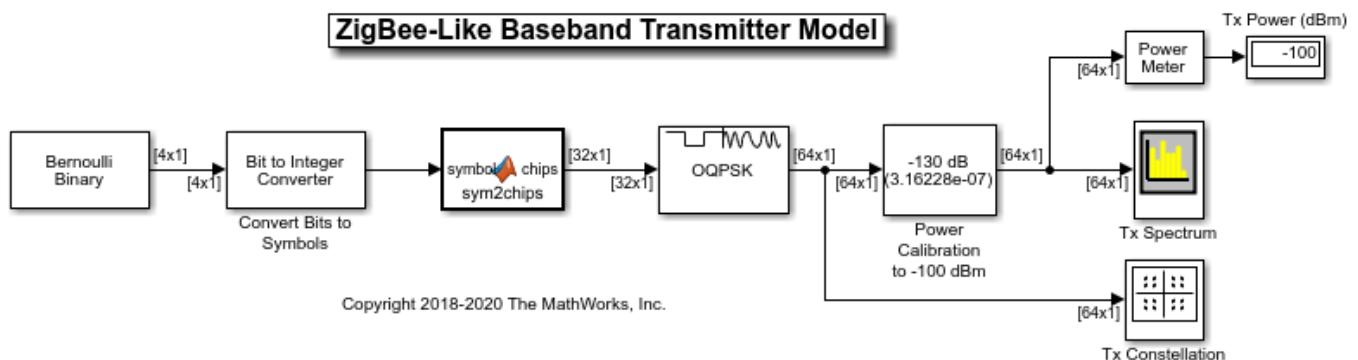 ZigBee-Like Baseband Transmitter Model
Tx Power (dBm)
Power
Meter
-100
[64x1]
Bernoulli
Binary
[4x1]
[4x1]
Bit to Integer
Converter
Convert Bits to
Symbols
symbol chips
sym2chips
[32x1]
[32x1]
OQPSK
[64x1]
[64x1]
-130 dB
(3.16228e-07)
Power
Calibration
to -100 dBm
[64x1]
[64x1]
Tx Spectrum
[64x1]
Tx Constellation
Copyright 2018-2020 The MathWorks, Inc.